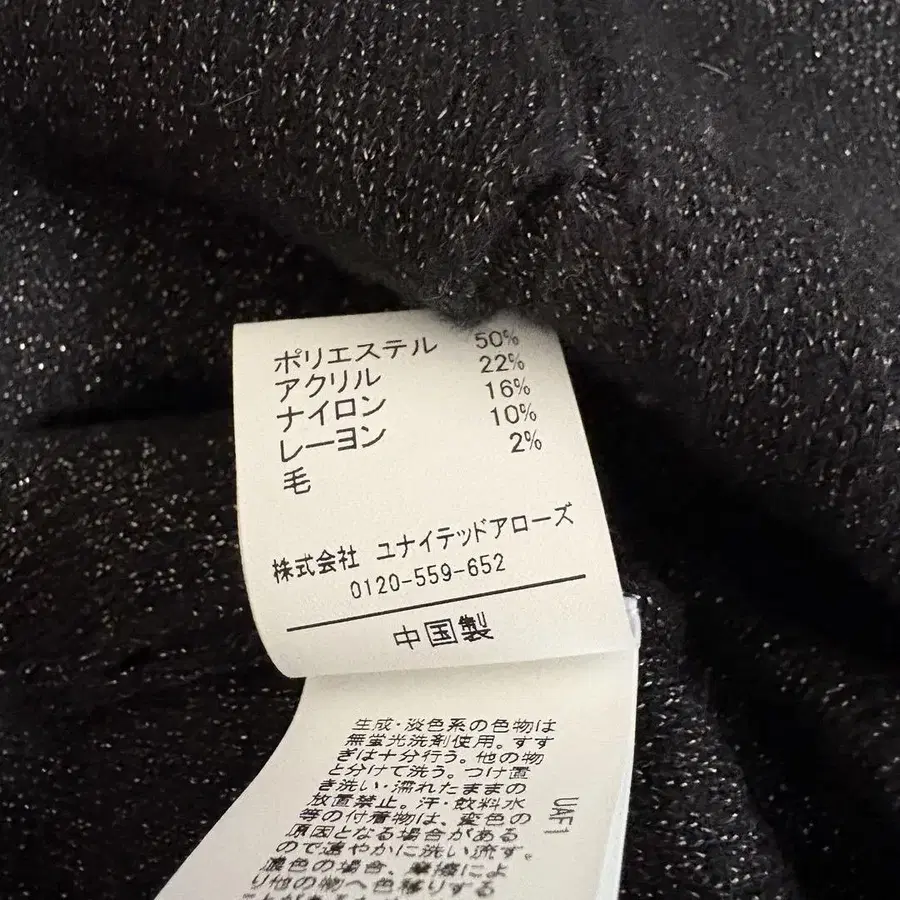 ポリエステル 50%
アクリル 22%
ナイロン 16%
レーヨン 10%
毛 2%
株式会社 ユナイテッドアローズ
0120-559-652
中国製
生成・淡色系の色物は
無蛍光洗剤使用。すす
ぎは十分行う。他の物
と分けて洗う。つけ置
き洗い・濡れたままの
放置禁止。汗・飲料水
等の付着物は、変色の
原因となる場合がある
ので速やかに洗い流す。
濃色の場合、摩擦によ
り他の物へ色移りする
UAF1